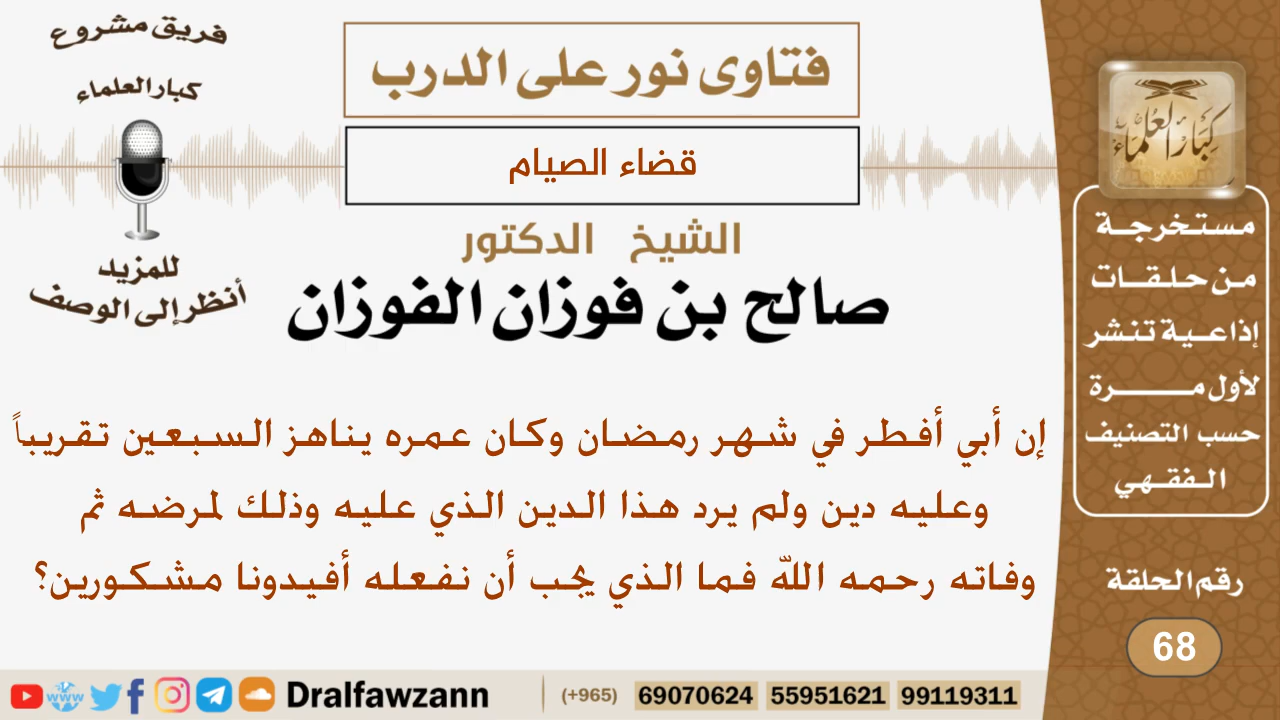 فريق مشروع
كبار العلماء
للمزيد
أنظر إلى الوصف
فتاوى نور على الدرب
قضاء الصيام
الشيخ الدكتور
صالح بن فوزان الفوزان
إن أبي أفطر في شهر رمضان وكان عمره يناهز السبعين تقريباً
وعليه دين ولم يرد هذا الدين الذي عليه وذلك لمرضه ثم
وفاته رحمه الله فما الذي يجب أن نفعله أفيدونا مشكورين؟
كبار العلماء
مستخرجة
من حلقات
إذاعية تنشر
لأول مرة
حسب التصنيف
الفقهي
رقم الحلقة
68
www Dralfawzann (+965) 69070624 55951621 99119311